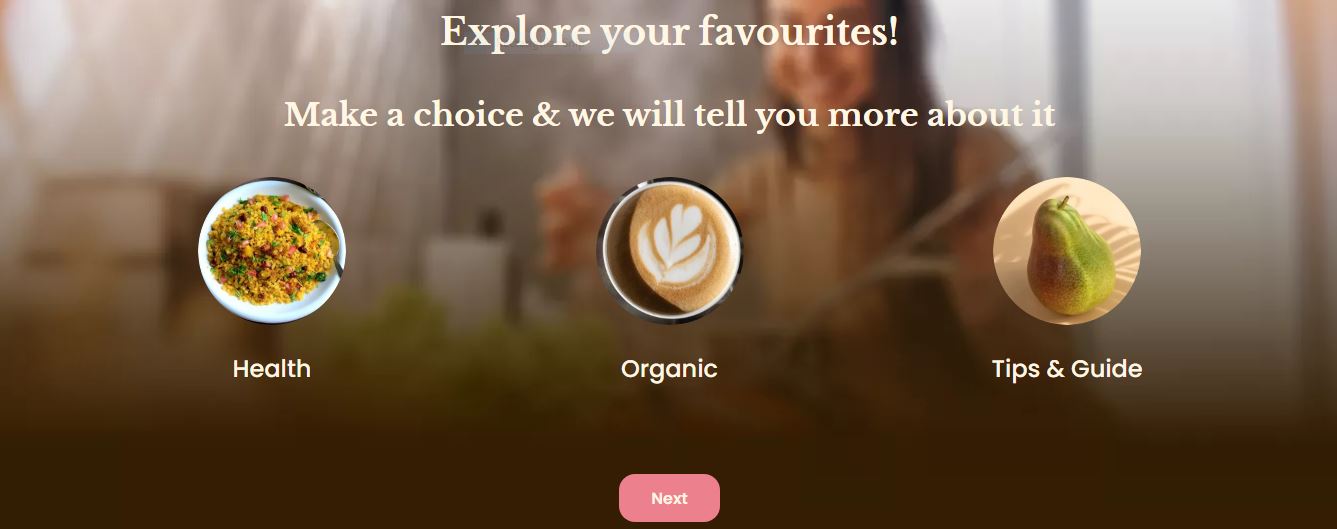 Explore your favourites!
Make a choice & we will tell you more about it
Health
Organic
Tips & Guide
Next